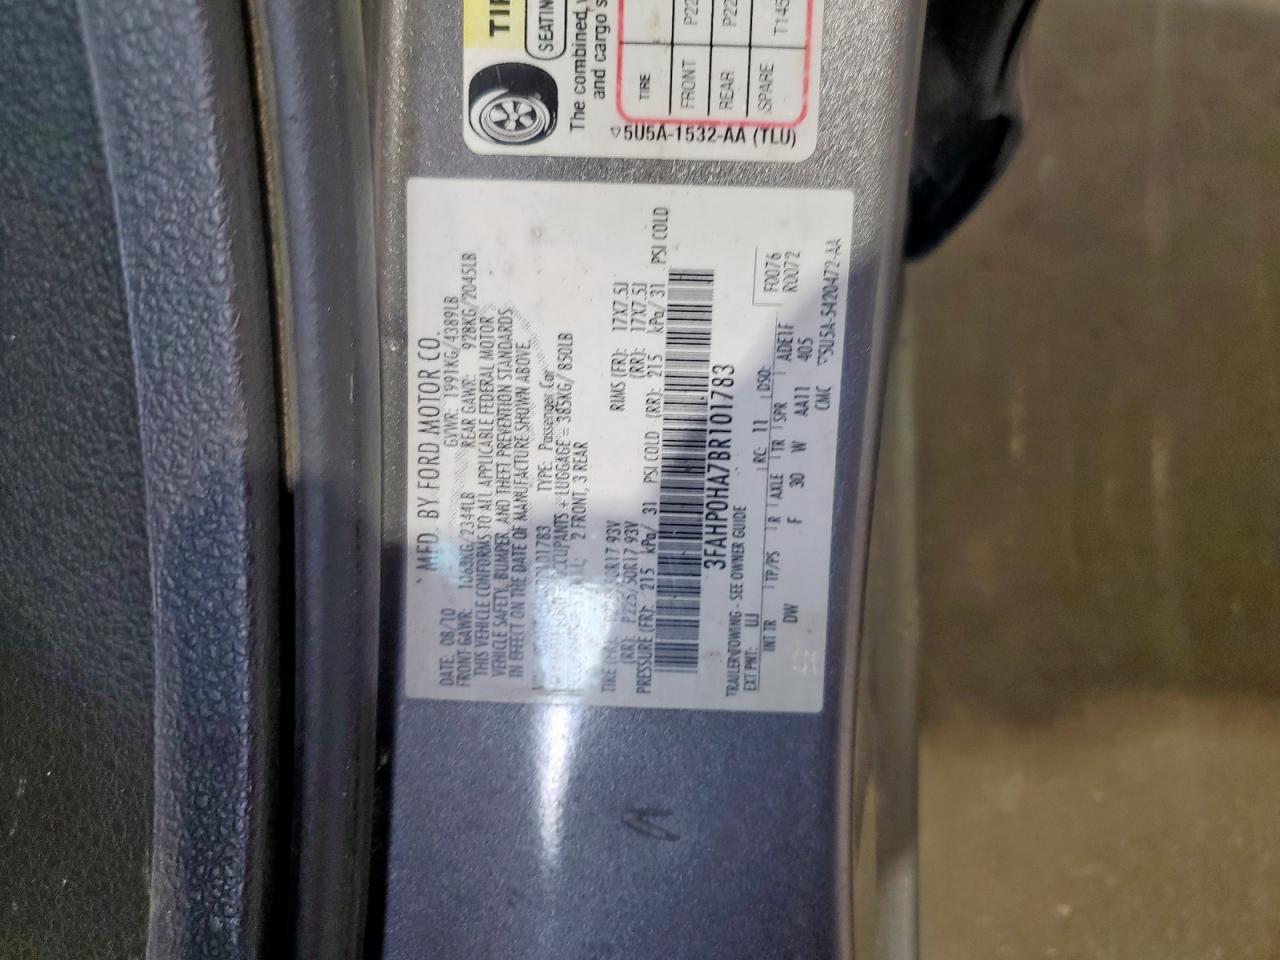 MFD. BY FORD MOTOR CO.
DATE: 08/10 GVWR: 1991KG/4389LB
FRONT GAWR: 1063KG/2344LB REAR GAWR: 928KG/2045LB
THIS VEHICLE CONFORMS TO ALL APPLICABLE FEDERAL MOTOR
VEHICLE SAFETY, BUMPER, AND THEFT PREVENTION STANDARDS
IN EFFECT ON THE DATE OF MANUFACTURE SHOWN ABOVE.
TYPE: Passenger Car
OCCUPANTS + LUGGAGE = 385KG/ 850LB
2 FRONT, 3 REAR
TIRE (FR): 50R17 93V RIMS (FR): 17X7.5J
(RR): P225/50R17 93V (RR): 17X7.5J
PRESSURE (FR): 215 kPa/ 31 PSI COLD (RR): 215 kPa/ 31 PSI COLD
3FAHP0HA7BR101783
TRAILER TOWING - SEE OWNER GUIDE
EXT PNT: UJ RC: 11 DSO: F0076
INT TR TP/PS R AXLE TR SPR ADE1F R0072
DW F 30 W AA11 405
CMC ▽5U5A-5420472-AA
TIR
SEATIN
The combined
and cargo s
TIRE
FRONT P22
REAR P22
SPARE T145
▽5U5A-1532-AA (TLU)